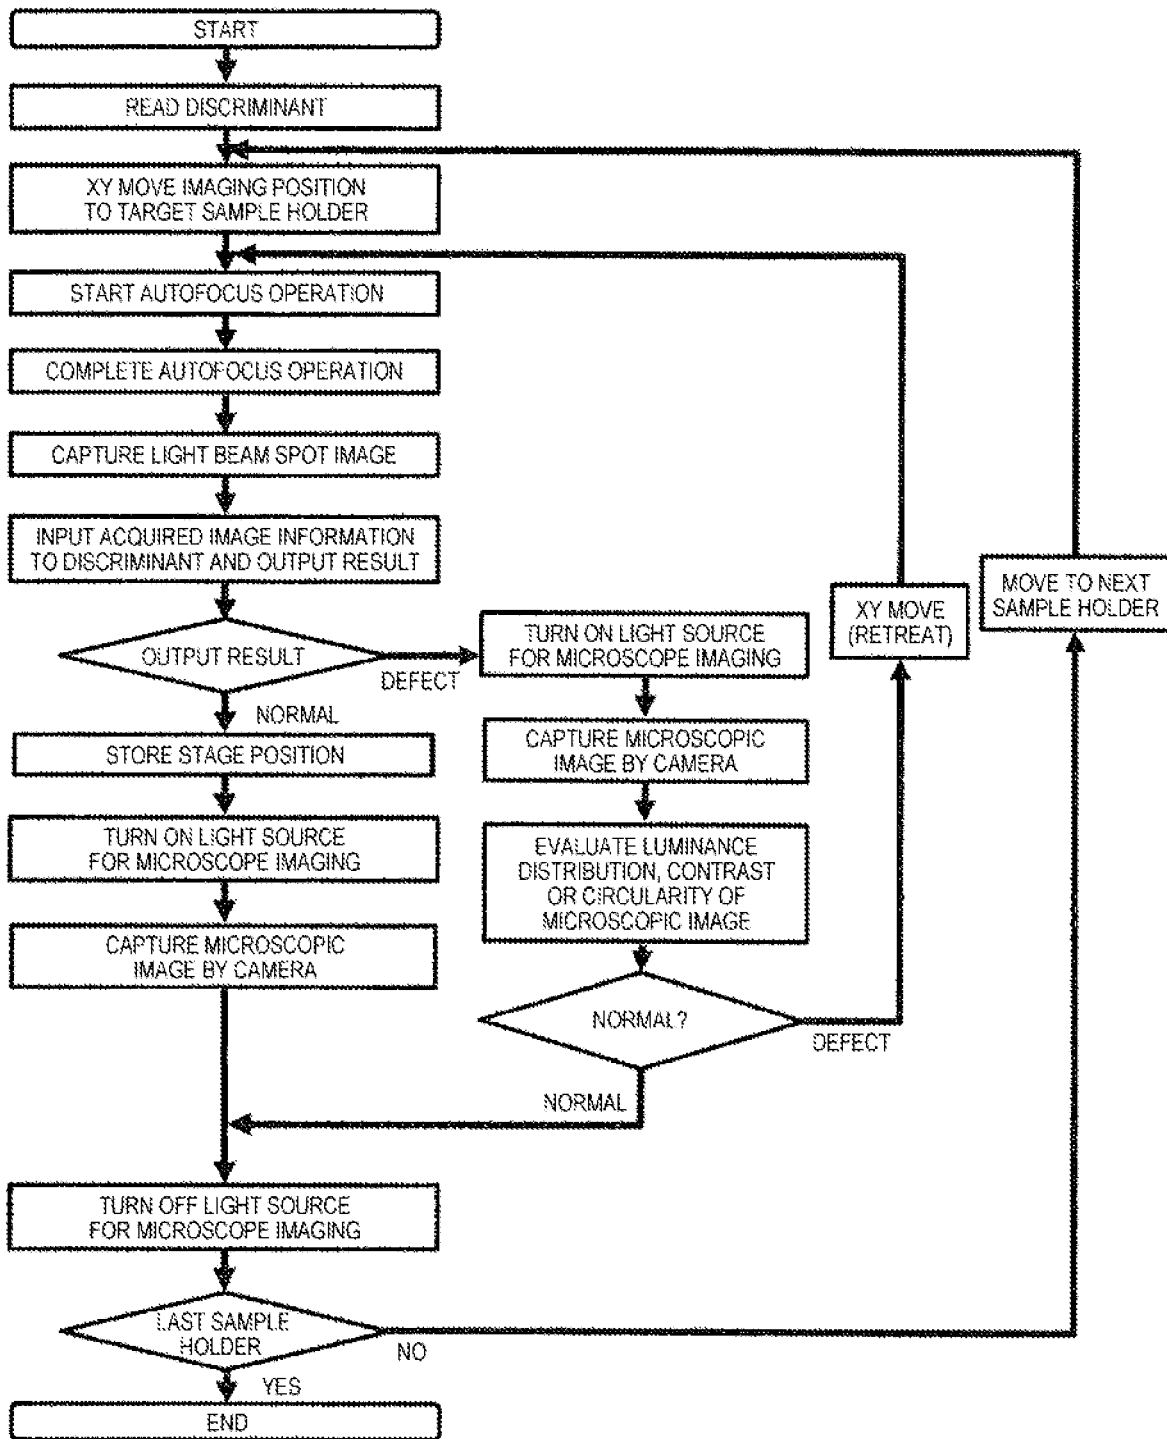 START
READ DISCRIMINANT
XY MOVE IMAGING POSITION
TO TARGET SAMPLE HOLDER
START AUTOFOCUS OPERATION
COMPLETE AUTOFOCUS OPERATION
CAPTURE LIGHT BEAM SPOT IMAGE
INPUT ACQUIRED IMAGE INFORMATION
TO DISCRIMINANT AND OUTPUT RESULT
OUTPUT RESULT
DEFECT
NORMAL
STORE STAGE POSITION
TURN ON LIGHT SOURCE
FOR MICROSCOPE IMAGING
CAPTURE MICROSCOPIC
IMAGE BY CAMERA
TURN ON LIGHT SOURCE
FOR MICROSCOPE IMAGING
CAPTURE MICROSCOPIC
IMAGE BY CAMERA
EVALUATE LUMINANCE
DISTRIBUTION, CONTRAST
OR CIRCULARITY OF
MICROSCOPIC IMAGE
NORMAL?
DEFECT
NORMAL
XY MOVE
(RETREAT)
MOVE TO NEXT
SAMPLE HOLDER
TURN OFF LIGHT SOURCE
FOR MICROSCOPE IMAGING
LAST SAMPLE
HOLDER
NO
YES
END